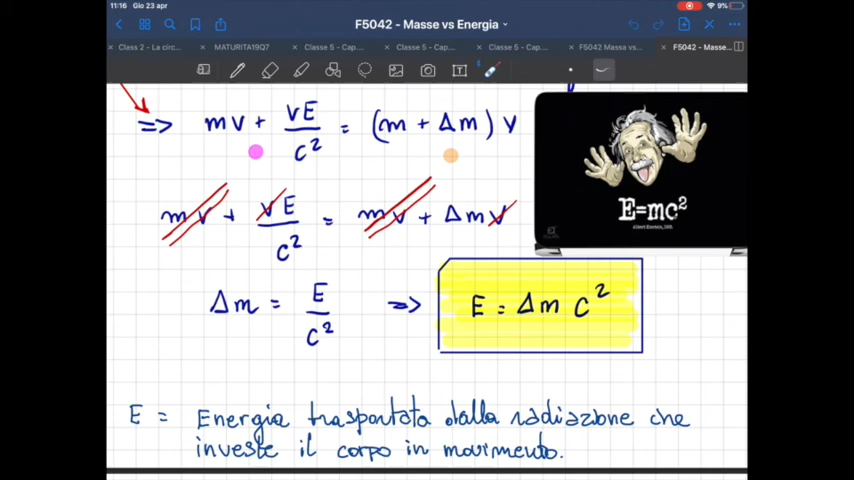 11:16 Gio 23 apr
9%
F5042 - Masse vs Energia
Class 2 - La circ...
MATURITA19Q7
Classe 5 - Cap....
Classe 5 - Cap....
Classe 5 - Cap....
F5042 Massa vs...
F5042 - Masse...
=> mv + vE/c² = (m + Δm) v
mv + vE/c² = mv + Δmv
Δm = E/c² => E = Δm c²
E=mc²
E = Energia trasportata dalla radiazione che
investe il corpo in movimento.